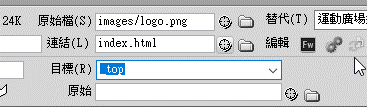 24K 原始檔(S) images/logo.png 替代(T) 運動廣場
連結(L) index.html 編輯 Fw
目標(R) _top
原始